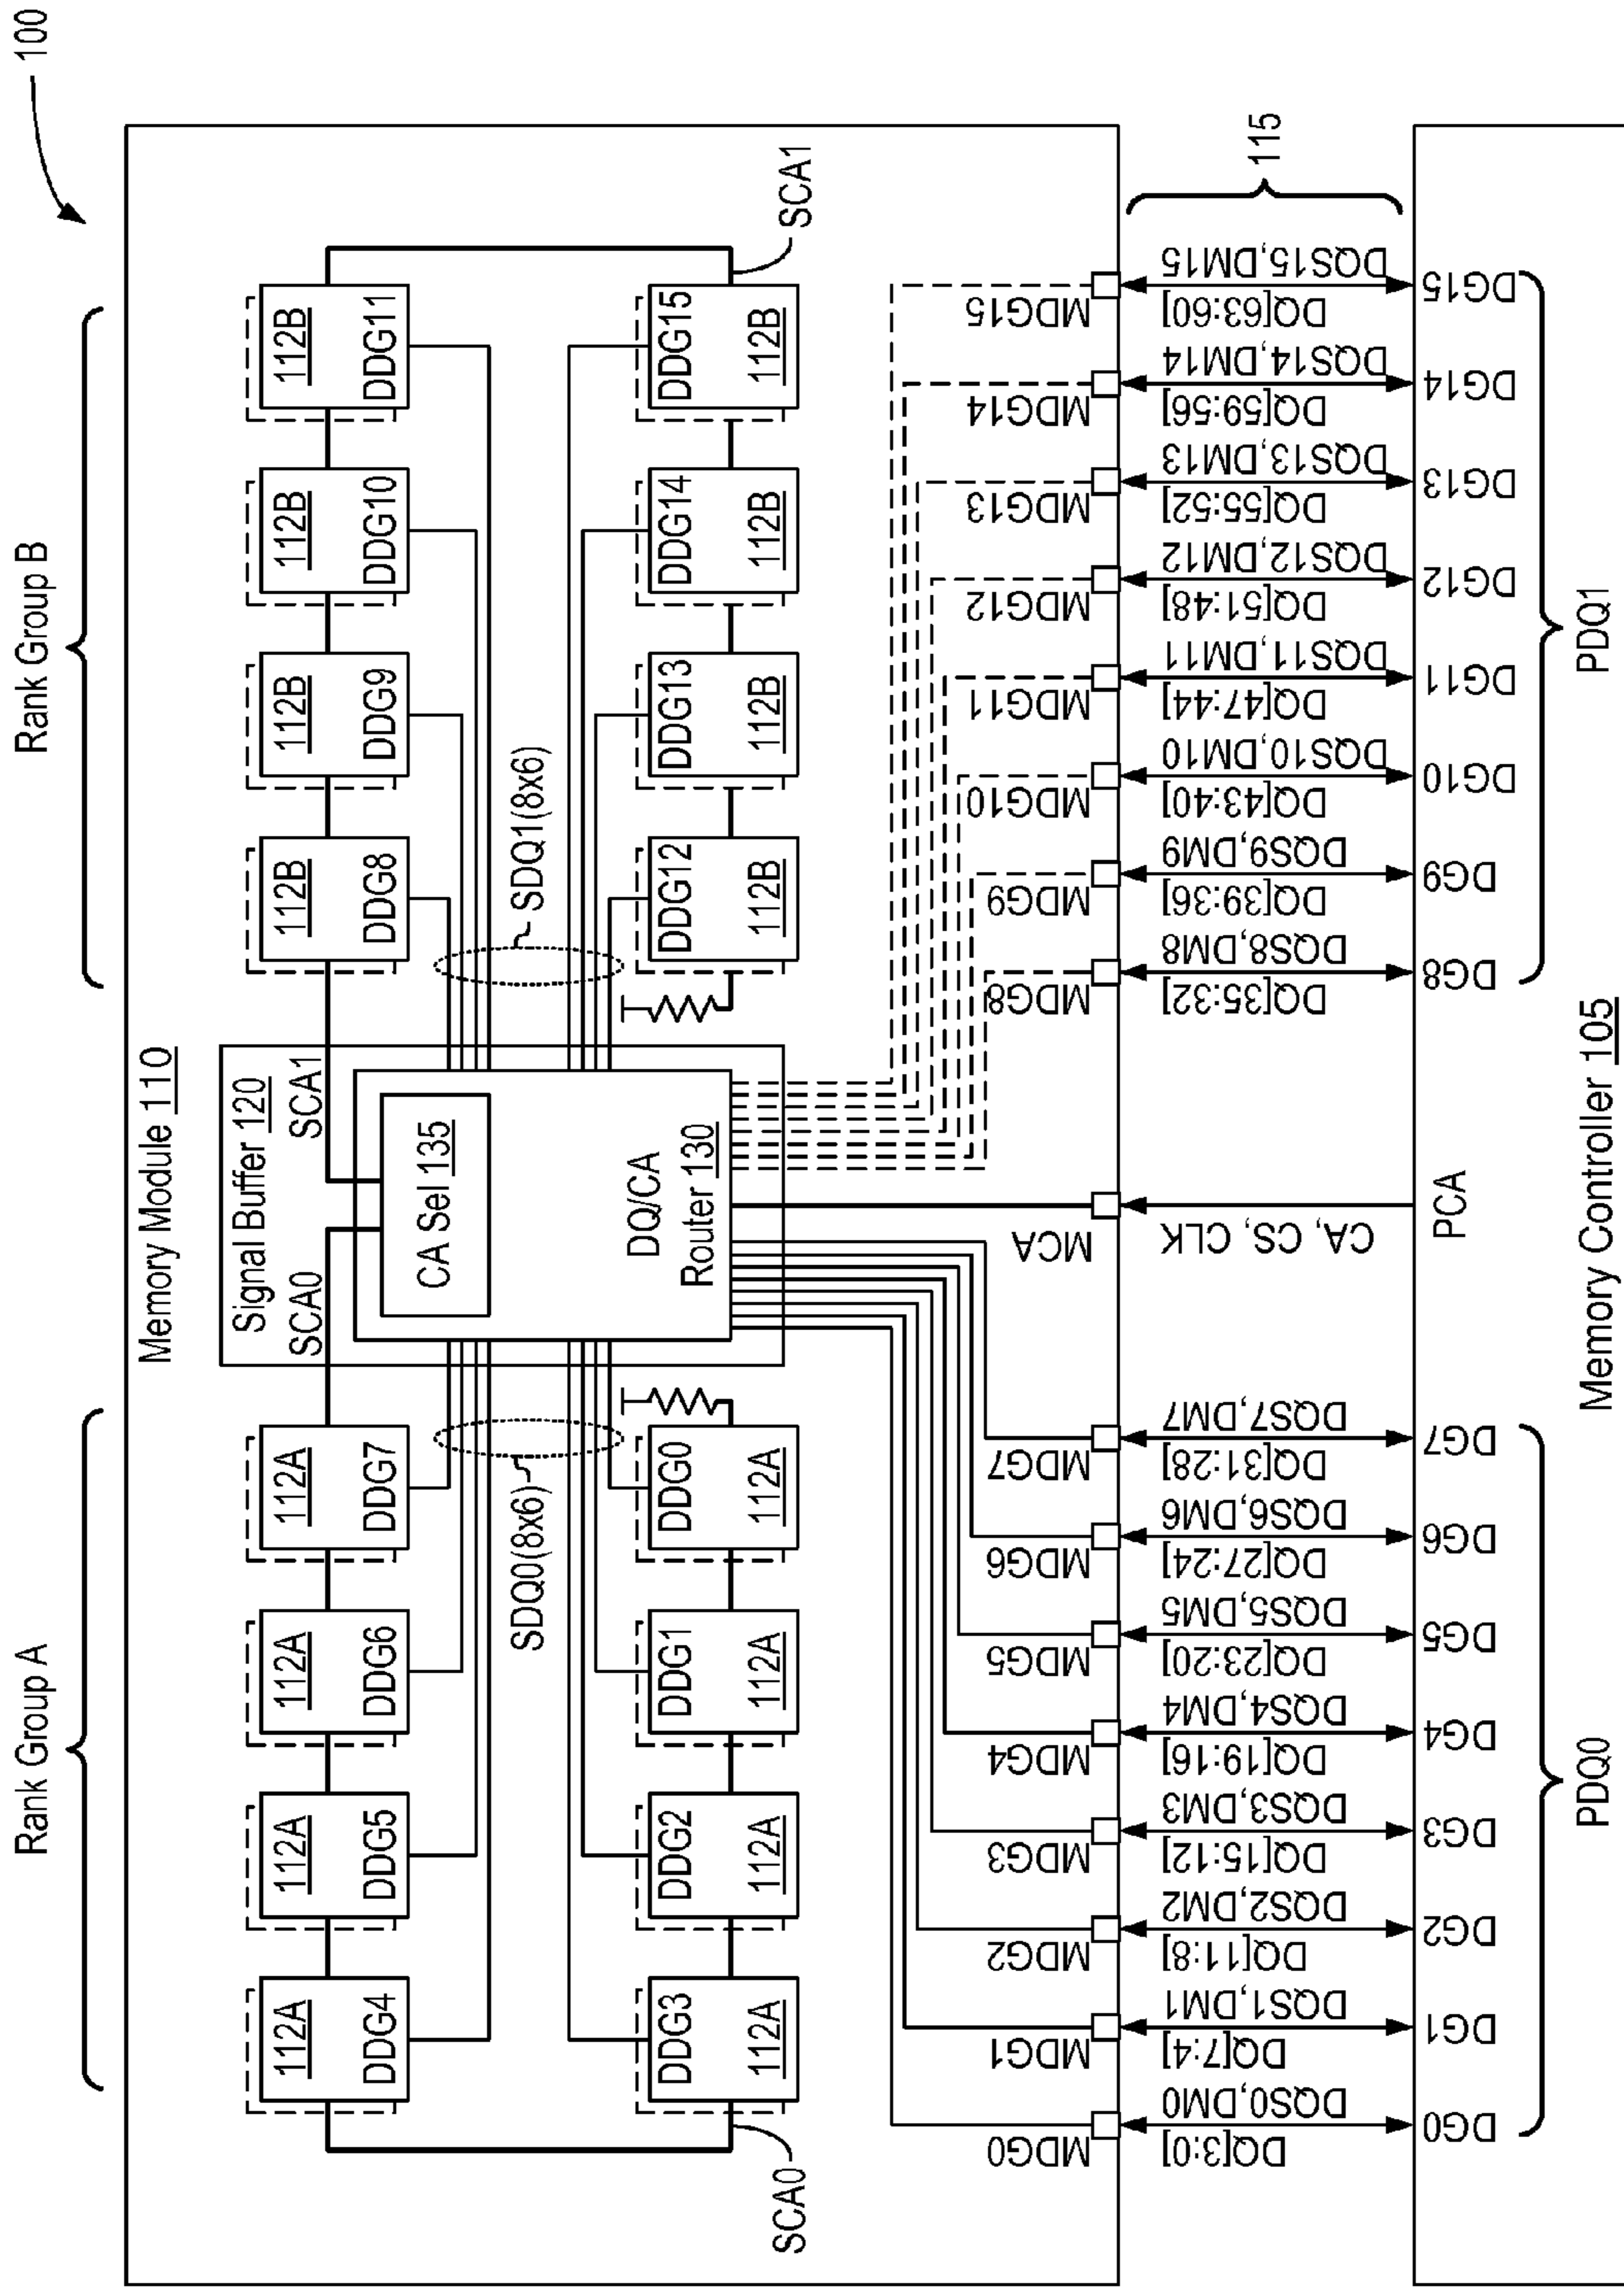 100
Rank Group A
Rank Group B
Memory Module 110
Signal Buffer 120
SCA0
SCA1
112A
DDG4
112A
DDG5
112A
DDG6
112A
DDG7
112B
DDG8
112B
DDG9
112B
DDG10
112B
DDG11
CA Sel 135
SDQ0(8x6)
SDQ1(8x6)
DQ/CA
Router 130
DDG3
112A
DDG2
112A
DDG1
112A
DDG0
112A
DDG12
112B
DDG13
112B
DDG14
112B
DDG15
112B
SCA0
SCA1
MDG0
MDG1
MDG2
MDG3
MDG4
MDG5
MDG6
MDG7
MCA
MDG8
MDG9
MDG10
MDG11
MDG12
MDG13
MDG14
MDG15
DQ[3:0]
DQS0,DM0
DQ[7:4]
DQS1,DM1
DQ[11:8]
DQS2,DM2
DQ[15:12]
DQS3,DM3
DQ[19:16]
DQS4,DM4
DQ[23:20]
DQS5,DM5
DQ[27:24]
DQS6,DM6
DQ[31:28]
DQS7,DM7
CA, CS, CLK
DQ[35:32]
DQS8,DM8
DQ[39:36]
DQS9,DM9
DQ[43:40]
DQS10,DM10
DQ[47:44]
DQS11,DM11
DQ[51:48]
DQS12,DM12
DQ[55:52]
DQS13,DM13
DQ[59:56]
DQS14,DM14
DQ[63:60]
DQS15,DM15
115
DG0
DG1
DG2
DG3
DG4
DG5
DG6
DG7
PCA
DG8
DG9
DG10
DG11
DG12
DG13
DG14
DG15
PDQ0
PDQ1
Memory Controller 105